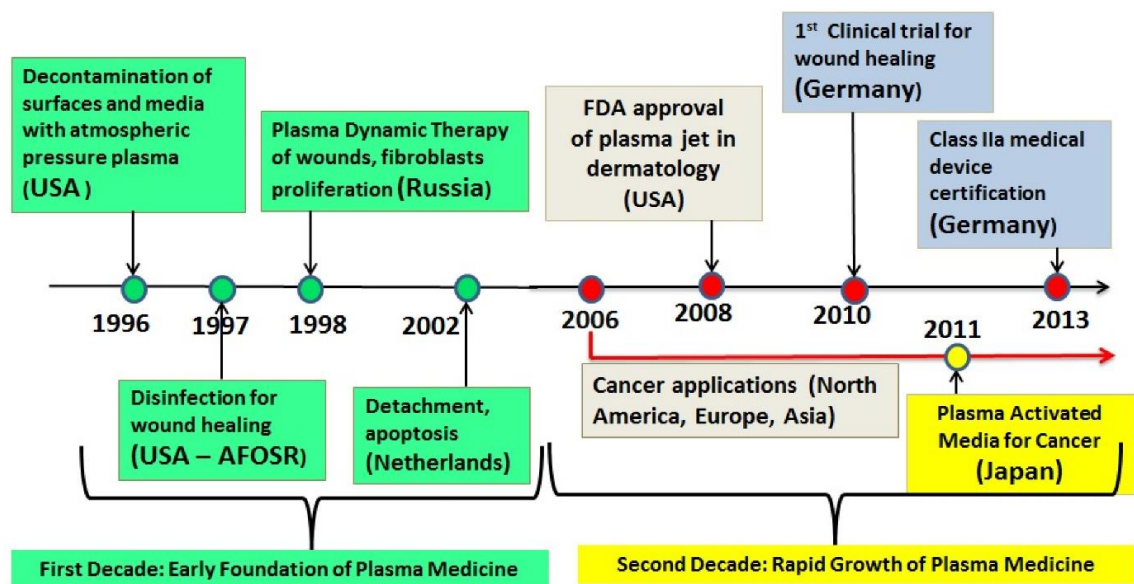 Decontamination of
surfaces and media
with atmospheric
pressure plasma
(USA )
Plasma Dynamic Therapy
of wounds, fibroblasts
proliferation (Russia)
FDA approval
of plasma jet in
dermatology
(USA)
1st Clinical trial for
wound healing
(Germany)
Class IIa medical
device
certification
(Germany)
1996
1997
1998
2002
2006
2008
2010
2011
2013
Disinfection for
wound healing
(USA – AFOSR)
Detachment,
apoptosis
(Netherlands)
Cancer applications (North
America, Europe, Asia)
Plasma Activated
Media for Cancer
(Japan)
First Decade: Early Foundation of Plasma Medicine
Second Decade: Rapid Growth of Plasma Medicine